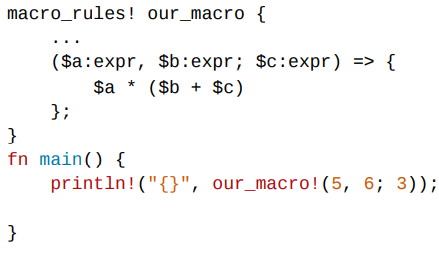 macro_rules! our_macro {
    ...
    ($a:expr, $b:expr; $c:expr) => {
        $a * ($b + $c)
    };
}
fn main() {
    println!("{}", our_macro!(5, 6; 3));

}